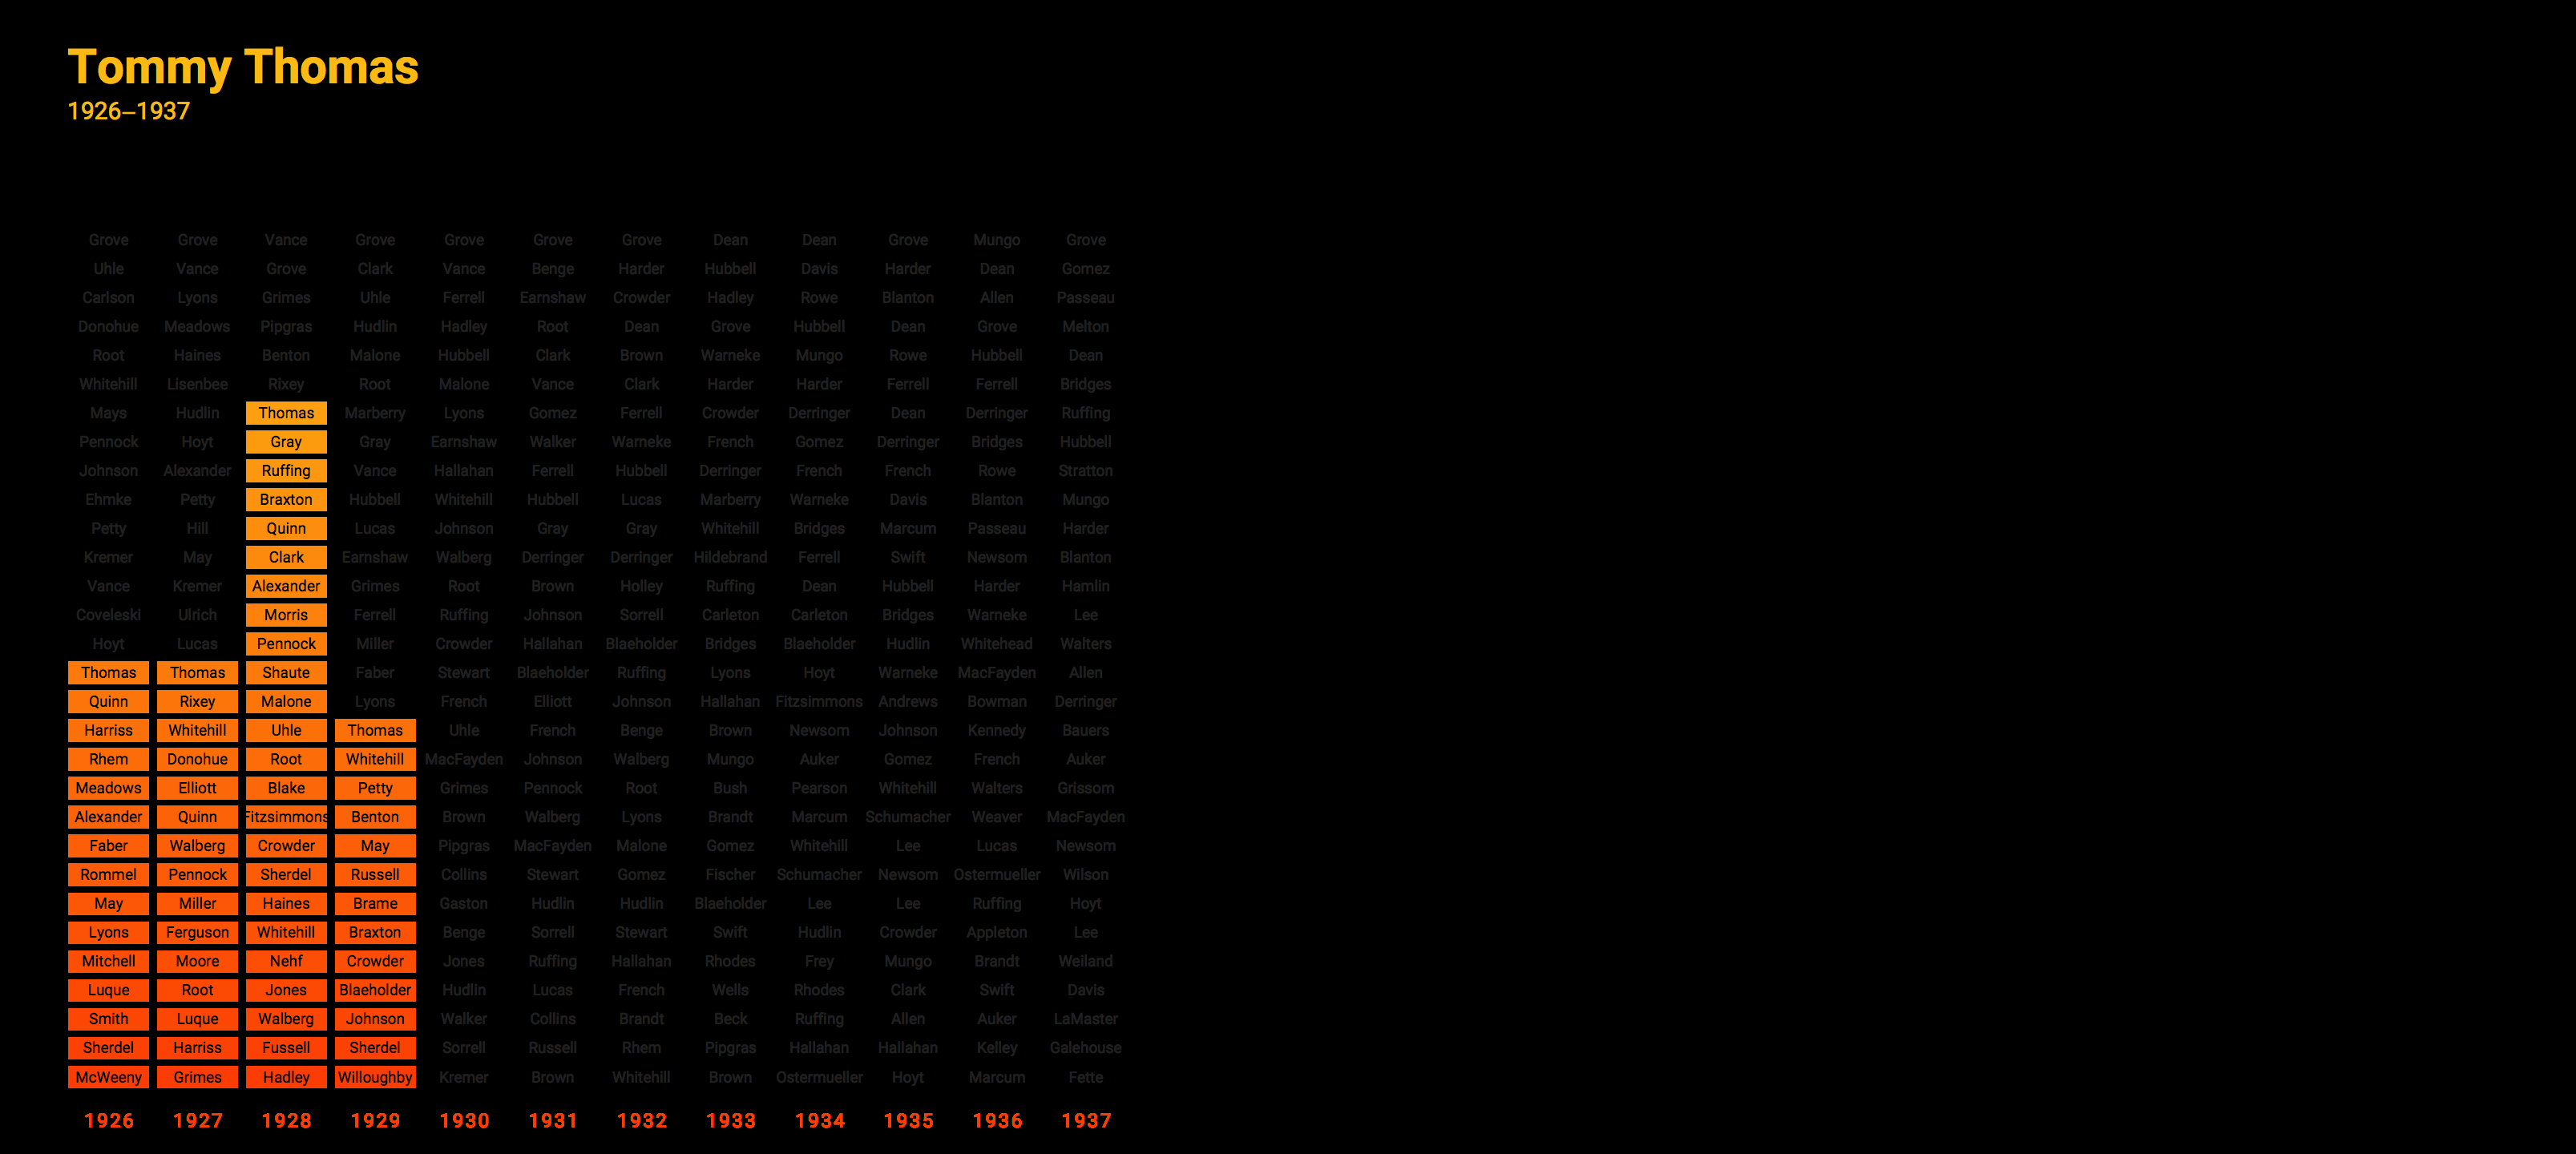 Tommy Thomas
1926–1937
Grove Grove Vance Grove Grove Grove Grove Dean Dean Grove Mungo Grove
Uhle Vance Grove Clark Vance Benge Harder Hubbell Davis Harder Dean Gomez
Carlson Lyons Grimes Uhle Ferrell Earnshaw Crowder Hadley Rowe Blanton Allen Passeau
Donohue Meadows Pipgras Hudlin Hadley Root Dean Grove Hubbell Dean Grove Melton
Root Haines Benton Malone Hubbell Clark Brown Warneke Mungo Rowe Hubbell Dean
Whitehill Lisenbee Rixey Root Malone Vance Clark Harder Harder Ferrell Ferrell Bridges
Mays Hudlin Thomas Marberry Lyons Gomez Ferrell Crowder Derringer Dean Derringer Ruffing
Pennock Hoyt Gray Gray Earnshaw Walker Warneke French Gomez Derringer Bridges Hubbell
Johnson Alexander Ruffing Vance Hallahan Ferrell Hubbell Derringer French French Rowe Stratton
Ehmke Petty Braxton Hubbell Whitehill Hubbell Lucas Marberry Warneke Davis Blanton Mungo
Petty Hill Quinn Lucas Johnson Gray Gray Whitehill Bridges Marcum Passeau Harder
Kremer May Clark Earnshaw Walberg Derringer Derringer Hildebrand Ferrell Swift Newsom Blanton
Vance Kremer Alexander Grimes Root Brown Holley Ruffing Dean Hubbell Harder Hamlin
Coveleski Ulrich Morris Ferrell Ruffing Johnson Sorrell Carleton Carleton Bridges Warneke Lee
Hoyt Lucas Pennock Miller Crowder Hallahan Blaeholder Bridges Blaeholder Hudlin Whitehead Walters
Thomas Thomas Shaute Faber Stewart Blaeholder Ruffing Lyons Hoyt Warneke MacFayden Allen
Quinn Rixey Malone Lyons French Elliott Johnson Hallahan Fitzsimmons Andrews Bowman Derringer
Harriss Whitehill Uhle Thomas Uhle French Benge Brown Newsom Johnson Kennedy Bauers
Rhem Donohue Root Whitehill MacFayden Johnson Walberg Mungo Auker Gomez French Auker
Meadows Elliott Blake Petty Grimes Pennock Root Bush Pearson Whitehill Walters Grissom
Alexander Quinn Fitzsimmons Benton Brown Walberg Lyons Brandt Marcum Schumacher Weaver MacFayden
Faber Walberg Crowder May Pipgras MacFayden Malone Gomez Whitehill Lee Lucas Newsom
Rommel Pennock Sherdel Russell Collins Stewart Gomez Fischer Schumacher Newsom Ostermueller Wilson
May Miller Haines Brame Gaston Hudlin Hudlin Blaeholder Lee Lee Ruffing Hoyt
Lyons Ferguson Whitehill Braxton Benge Sorrell Stewart Swift Hudlin Crowder Appleton Lee
Mitchell Moore Nehf Crowder Jones Ruffing Hallahan Rhodes Frey Mungo Brandt Weiland
Luque Root Jones Blaeholder Hudlin Lucas French Wells Rhodes Clark Swift Davis
Smith Luque Walberg Johnson Walker Collins Brandt Beck Ruffing Allen Auker LaMaster
Sherdel Harriss Fussell Sherdel Sorrell Russell Rhem Pipgras Hallahan Hallahan Kelley Galehouse
McWeeny Grimes Hadley Willoughby Kremer Brown Whitehill Brown Ostermueller Hoyt Marcum Fette
1926 1927 1928 1929 1930 1931 1932 1933 1934 1935 1936 1937